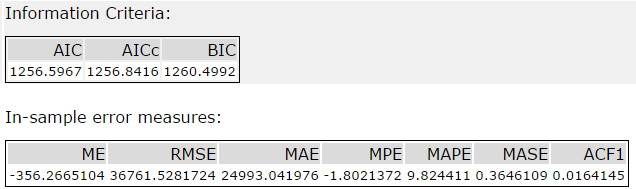 Information Criteria:
AIC AICc BIC
1256.5967 1256.8416 1260.4992
In-sample error measures:
ME RMSE MAE MPE MAPE MASE ACF1
-356.2665104 36761.5281724 24993.041976 -1.8021372 9.824411 0.3646109 0.0164145